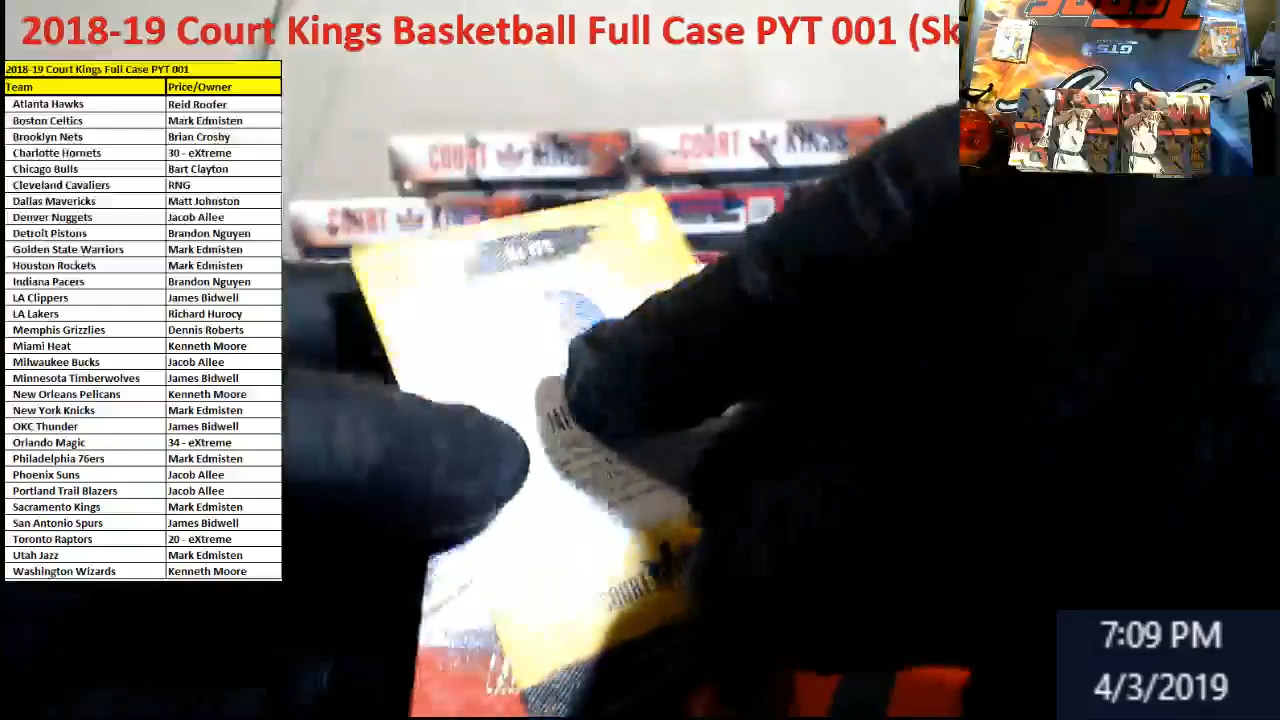 2018-19 Court Kings Basketball Full Case PYT 001 (Sk
2018-19 Court Kings Full Case PYT 001
Team Price/Owner
Atlanta Hawks Reid Roofer
Boston Celtics Mark Edmisten
Brooklyn Nets Brian Crosby
Charlotte Hornets 30 - eXtreme
Chicago Bulls Bart Clayton
Cleveland Cavaliers RNG
Dallas Mavericks Matt Johnston
Denver Nuggets Jacob Allee
Detroit Pistons Brandon Nguyen
Golden State Warriors Mark Edmisten
Houston Rockets Mark Edmisten
Indiana Pacers Brandon Nguyen
LA Clippers James Bidwell
LA Lakers Richard Hurocy
Memphis Grizzlies Dennis Roberts
Miami Heat Kenneth Moore
Milwaukee Bucks Jacob Allee
Minnesota Timberwolves James Bidwell
New Orleans Pelicans Kenneth Moore
New York Knicks Mark Edmisten
OKC Thunder James Bidwell
Orlando Magic 34 - eXtreme
Philadelphia 76ers Mark Edmisten
Phoenix Suns Jacob Allee
Portland Trail Blazers Jacob Allee
Sacramento Kings Mark Edmisten
San Antonio Spurs James Bidwell
Toronto Raptors 20 - eXtreme
Utah Jazz Mark Edmisten
Washington Wizards Kenneth Moore
COURT KINGS
COURT KINGS
COURT
GTS
7:09 PM
4/3/2019